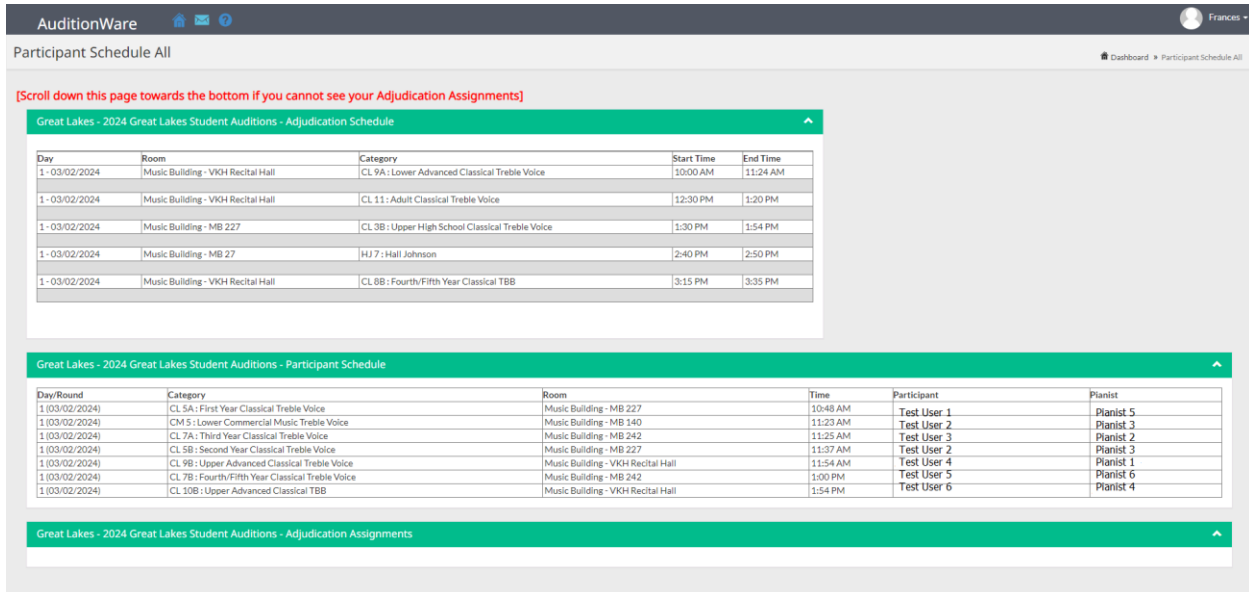 AuditionWare
Frances
Participant Schedule All
Dashboard » Participant Schedule All
[Scroll down this page towards the bottom if you cannot see your Adjudication Assignments]
Great Lakes - 2024 Great Lakes Student Auditions - Adjudication Schedule
Day Room Category Start Time End Time
1 - 03/02/2024 Music Building - VKH Recital Hall CL 9A : Lower Advanced Classical Treble Voice 10:00 AM 11:24 AM
1 - 03/02/2024 Music Building - VKH Recital Hall CL 11 : Adult Classical Treble Voice 12:30 PM 1:20 PM
1 - 03/02/2024 Music Building - MB 227 CL 3B : Upper High School Classical Treble Voice 1:30 PM 1:54 PM
1 - 03/02/2024 Music Building - MB 27 HJ 7 : Hall Johnson 2:40 PM 2:50 PM
1 - 03/02/2024 Music Building - VKH Recital Hall CL 8B : Fourth/Fifth Year Classical TBB 3:15 PM 3:35 PM
Great Lakes - 2024 Great Lakes Student Auditions - Participant Schedule
Day/Round Category Room Time Participant Pianist
1 (03/02/2024) CL 5A : First Year Classical Treble Voice Music Building - MB 227 10:48 AM Test User 1 Pianist 5
1 (03/02/2024) CM 5 : Lower Commercial Music Treble Voice Music Building - MB 140 11:23 AM Test User 2 Pianist 3
1 (03/02/2024) CL 7A : Third Year Classical Treble Voice Music Building - MB 242 11:25 AM Test User 3 Pianist 2
1 (03/02/2024) CL 5B : Second Year Classical Treble Voice Music Building - MB 227 11:37 AM Test User 2 Pianist 3
1 (03/02/2024) CL 9B : Upper Advanced Classical Treble Voice Music Building - VKH Recital Hall 11:54 AM Test User 4 Pianist 1
1 (03/02/2024) CL 7B : Fourth/Fifth Year Classical Treble Voice Music Building - MB 242 1:00 PM Test User 5 Pianist 6
1 (03/02/2024) CL 10B : Upper Advanced Classical TBB Music Building - VKH Recital Hall 1:54 PM Test User 6 Pianist 4
Great Lakes - 2024 Great Lakes Student Auditions - Adjudication Assignments